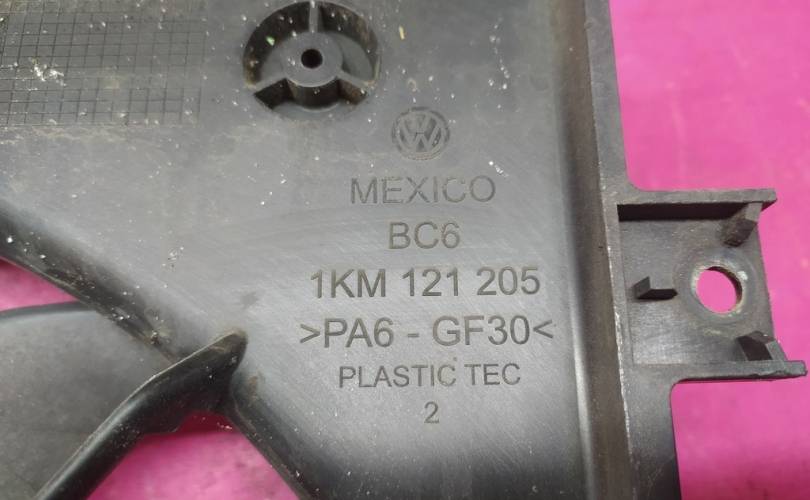 MEXICO
BC6
1KM 121 205
>PA6 - GF30<
PLASTIC TEC
2